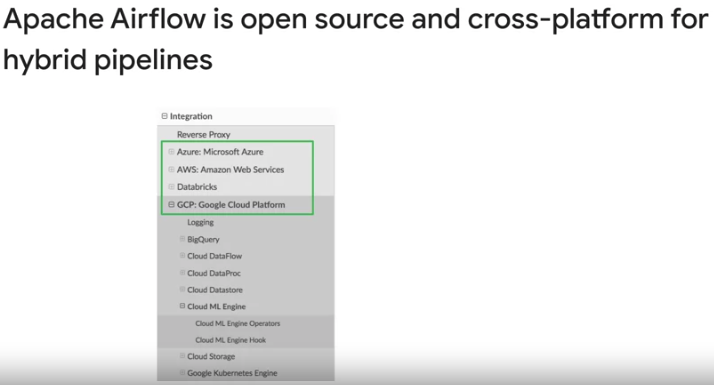 Apache Airflow is open source and cross-platform for
hybrid pipelines
Integration
Reverse Proxy
Azure: Microsoft Azure
AWS: Amazon Web Services
Databricks
GCP: Google Cloud Platform
Logging
BigQuery
Cloud DataFlow
Cloud DataProc
Cloud Datastore
Cloud ML Engine
Cloud ML Engine Operators
Cloud ML Engine Hook
Cloud Storage
Google Kubernetes Engine